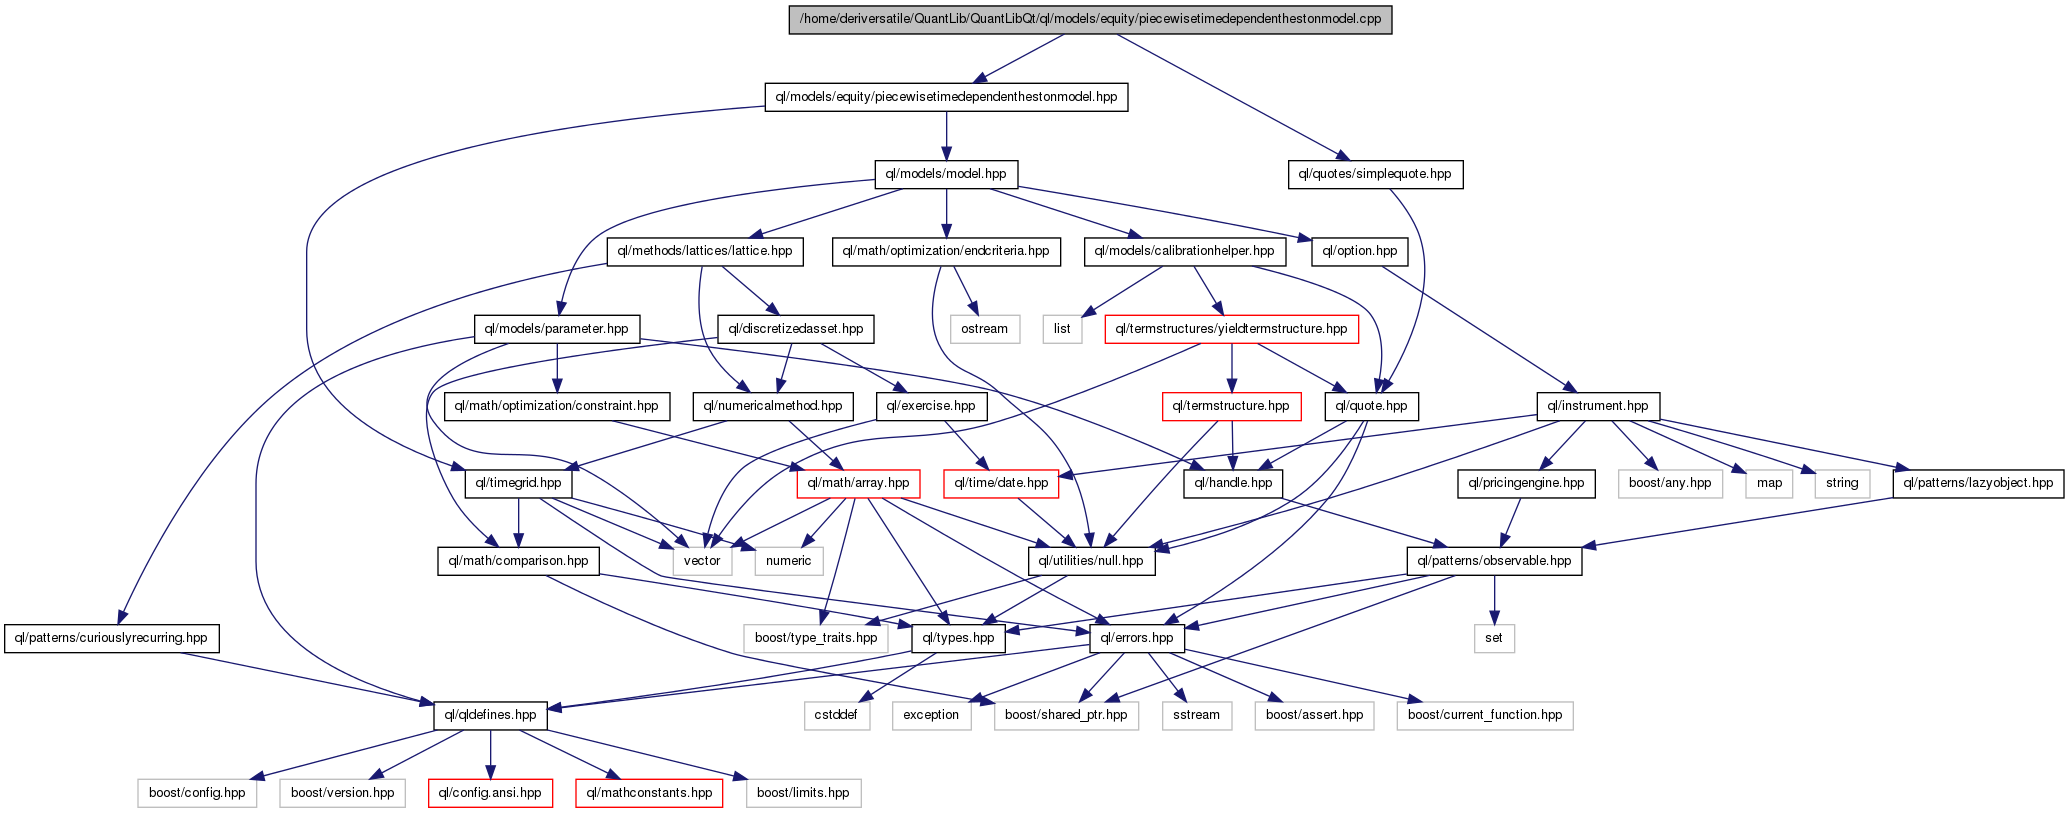 /home/deriversatile/QuantLib/QuantLibQt/ql/models/equity/piecewisetimedependenthestonmodel.cpp
ql/models/equity/piecewisetimedependenthestonmodel.hpp
ql/models/model.hpp
ql/quotes/simplequote.hpp
ql/methods/lattices/lattice.hpp
ql/math/optimization/endcriteria.hpp
ql/models/calibrationhelper.hpp
ql/option.hpp
ql/models/parameter.hpp
ql/discretizedasset.hpp
ostream
list
ql/termstructures/yieldtermstructure.hpp
ql/math/optimization/constraint.hpp
ql/numericalmethod.hpp
ql/exercise.hpp
ql/termstructure.hpp
ql/quote.hpp
ql/instrument.hpp
ql/timegrid.hpp
ql/math/array.hpp
ql/time/date.hpp
ql/handle.hpp
ql/pricingengine.hpp
boost/any.hpp
map
string
ql/patterns/lazyobject.hpp
ql/math/comparison.hpp
vector
numeric
ql/utilities/null.hpp
ql/patterns/observable.hpp
ql/patterns/curiouslyrecurring.hpp
boost/type_traits.hpp
ql/types.hpp
ql/errors.hpp
set
ql/qldefines.hpp
cstddef
exception
boost/shared_ptr.hpp
sstream
boost/assert.hpp
boost/current_function.hpp
boost/config.hpp
boost/version.hpp
ql/config.ansi.hpp
ql/mathconstants.hpp
boost/limits.hpp